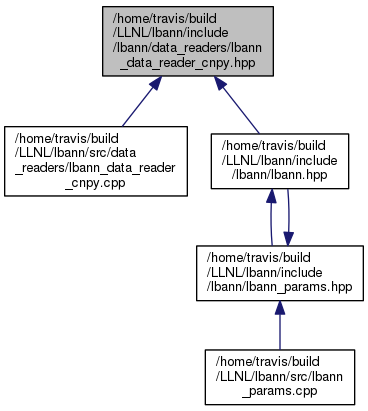 /home/travis/build
/LLNL/lbann/include
/lbann/data_readers/lbann
_data_reader_cnpy.hpp
/home/travis/build
/LLNL/lbann/src/data
_readers/lbann_data_reader
_cnpy.cpp
/home/travis/build
/LLNL/lbann/include
/lbann/lbann.hpp
/home/travis/build
/LLNL/lbann/include
/lbann/lbann_params.hpp
/home/travis/build
/LLNL/lbann/src/lbann
_params.cpp